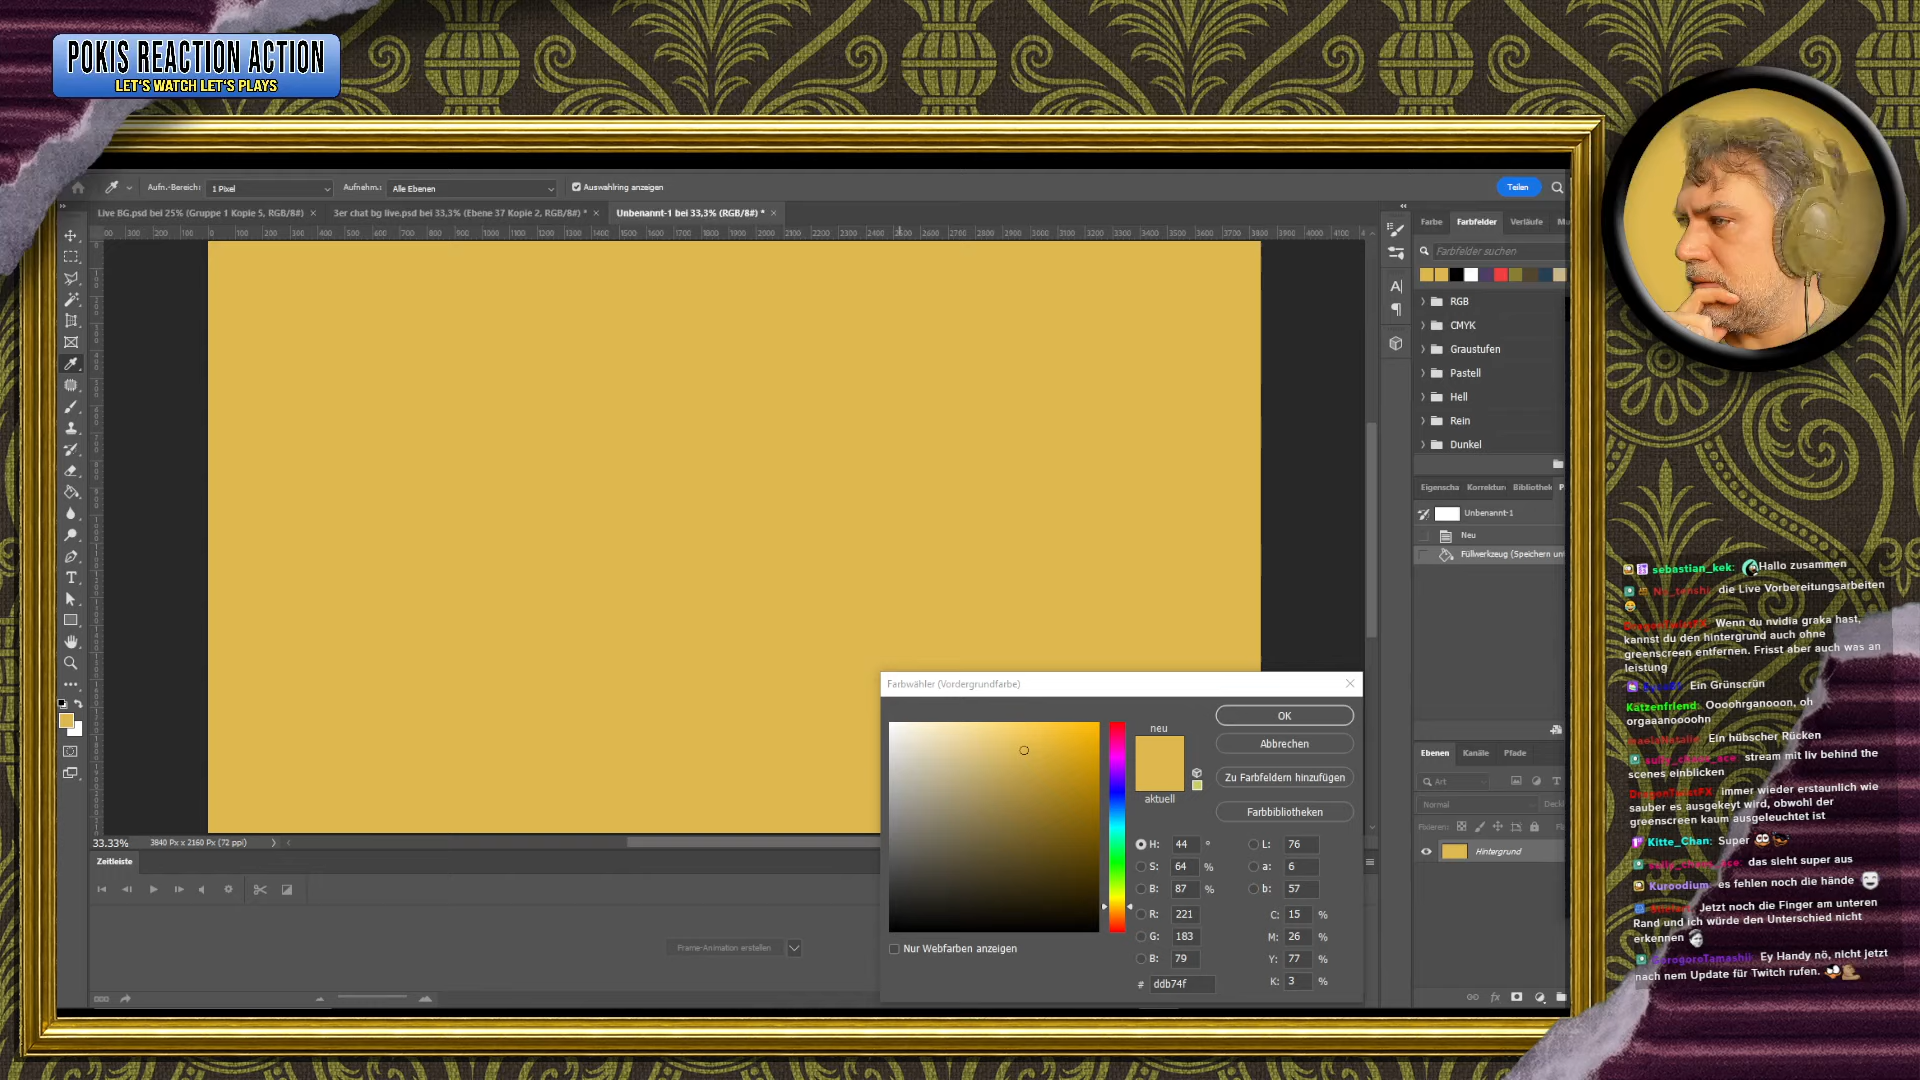 POKIS REACTION ACTION
LET'S WATCH LET'S PLAYS
Aufn.-Bereich: 1 Pixel Aufnehm.: Alle Ebenen Auswahlring anzeigen Teilen
Live BG.psd bei 25% (Gruppe 1 Kopie 5, RGB/8#) × 3er chat bg live.psd bei 33,3% (Ebene 37 Kopie 2, RGB/8#) * × Unbenannt-1 bei 33,3% (RGB/8#) * ×
Farbe Farbfelder Verläufe Mu
Farbfelder suchen
RGB
CMYK
Graustufen
Pastell
Hell
Rein
Dunkel
Eigenscha Korrektur Bibliothek
Unbenannt-1
Neu
Füllwerkzeug (Speichern un
Ebenen Kanäle Pfade
Art
Normal
Fixieren:
Hintergrund
33.33% 3840 Px x 2160 Px (72 ppi)
Zeitleiste
Frame-Animation erstellen
Farbwähler (Vordergrundfarbe)
neu
aktuell
OK
Abbrechen
Zu Farbfeldern hinzufügen
Farbbibliotheken
H: 44 ° L: 76
S: 64 % a: 6
B: 87 % b: 57
R: 221 C: 15 %
G: 183 M: 26 %
B: 79 Y: 77 %
# ddb74f K: 3 %
Nur Webfarben anzeigen
sebastian_kek: Hallo zusammen
die Live Vorbereitungsarbeiten
Wenn du nvidia graka hast,
kannst du den hintergrund auch ohne
greenscreen entfernen. Frisst aber auch was an
leistung
Ein Grünscrün
Katzenfriend: Oooohrganooon, oh
orgaaanooohn
Ein hübscher Rücken
stream mit liv behind the
scenes einblicken
immer wieder erstaunlich wie
sauber es ausgekeyt wird, obwohl der
greenscreen kaum ausgeleuchtet ist
Kitte_Chan: Super
das sieht super aus
Kuroodium: es fehlen noch die hände
Jetzt noch die Finger am unteren
Rand und ich würde den Unterschied nicht
erkennen
GorogoroTamashii: Ey Handy nö, nicht jetzt
nach nem Update für Twitch rufen.